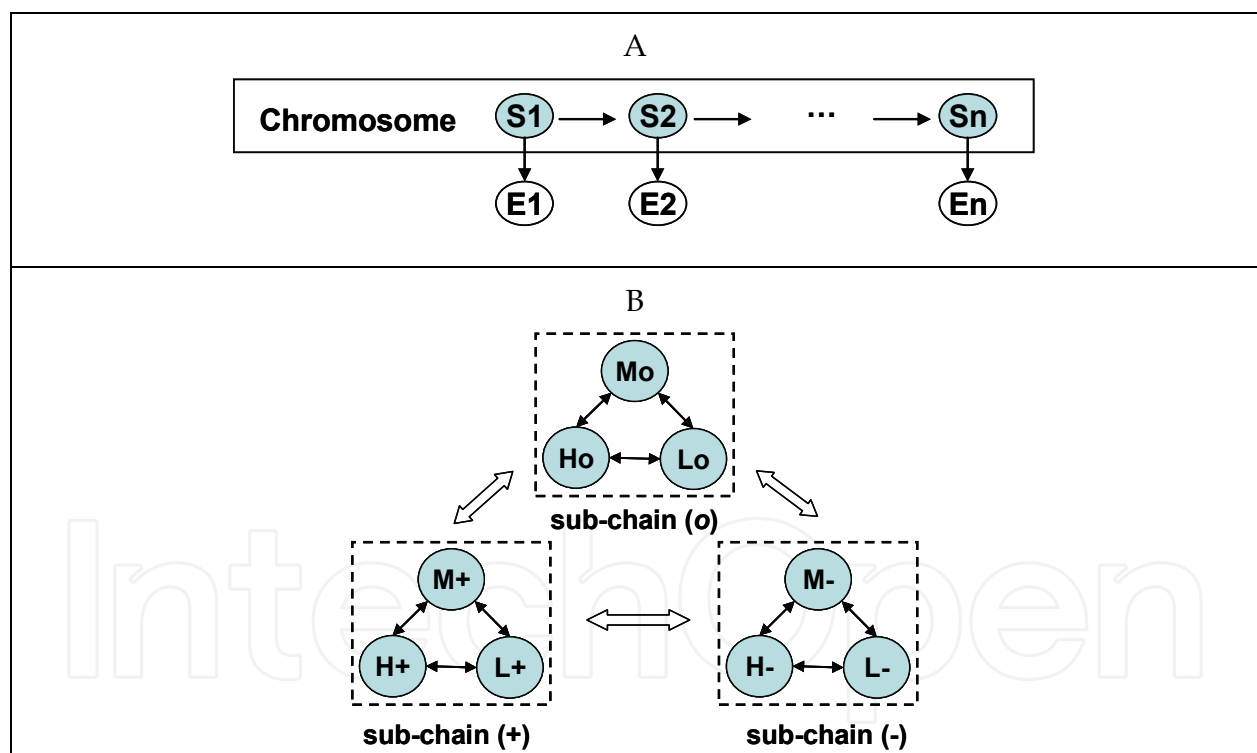 A
Chromosome S1 S2 ... Sn
E1 E2 En
B
Mo
Ho Lo
sub-chain (o)
M+ M-
H+ L+ H- L-
sub-chain (+) sub-chain (-)
IntechOpen